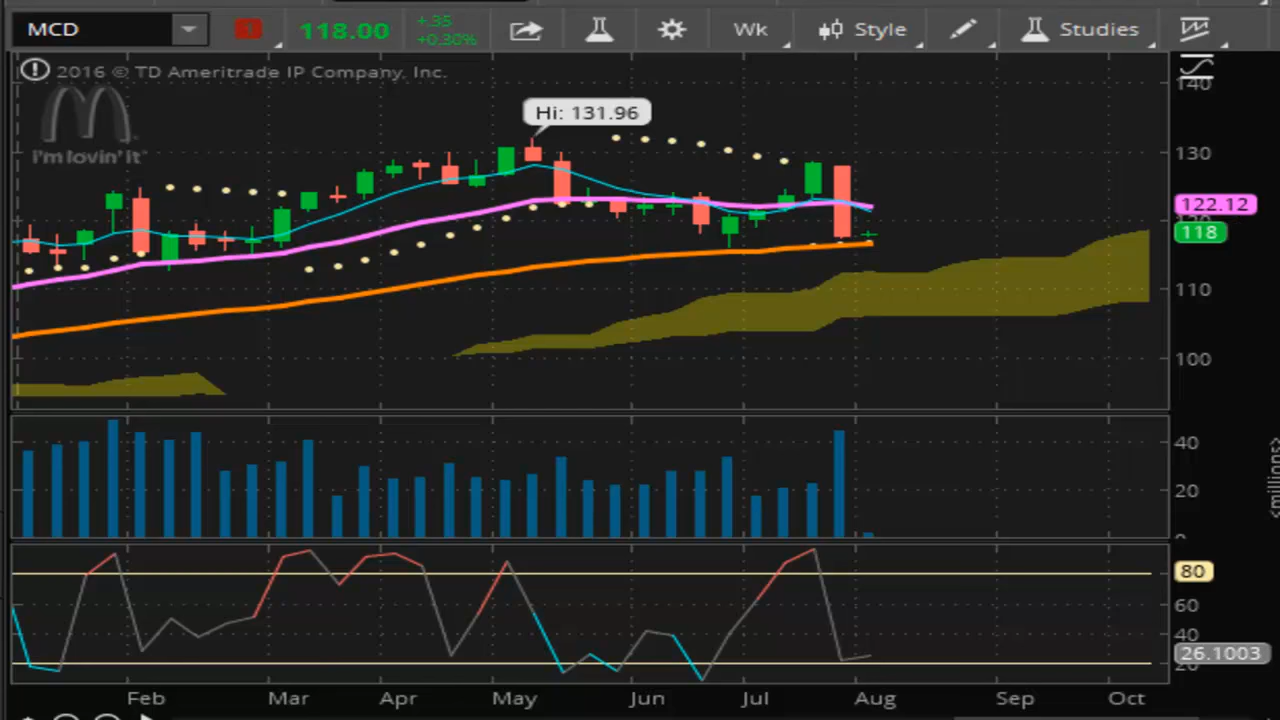 MCD 118.00 +.35 Wk Style Studies
+0.30%
2016 © TD Ameritrade IP Company, Inc.
i'm lovin' it
Hi: 131.96
140
130
122.12
118
110
100
40
20
<millions>
80
60
40
26.1003
Feb Mar Apr May Jun Jul Aug Sep Oct